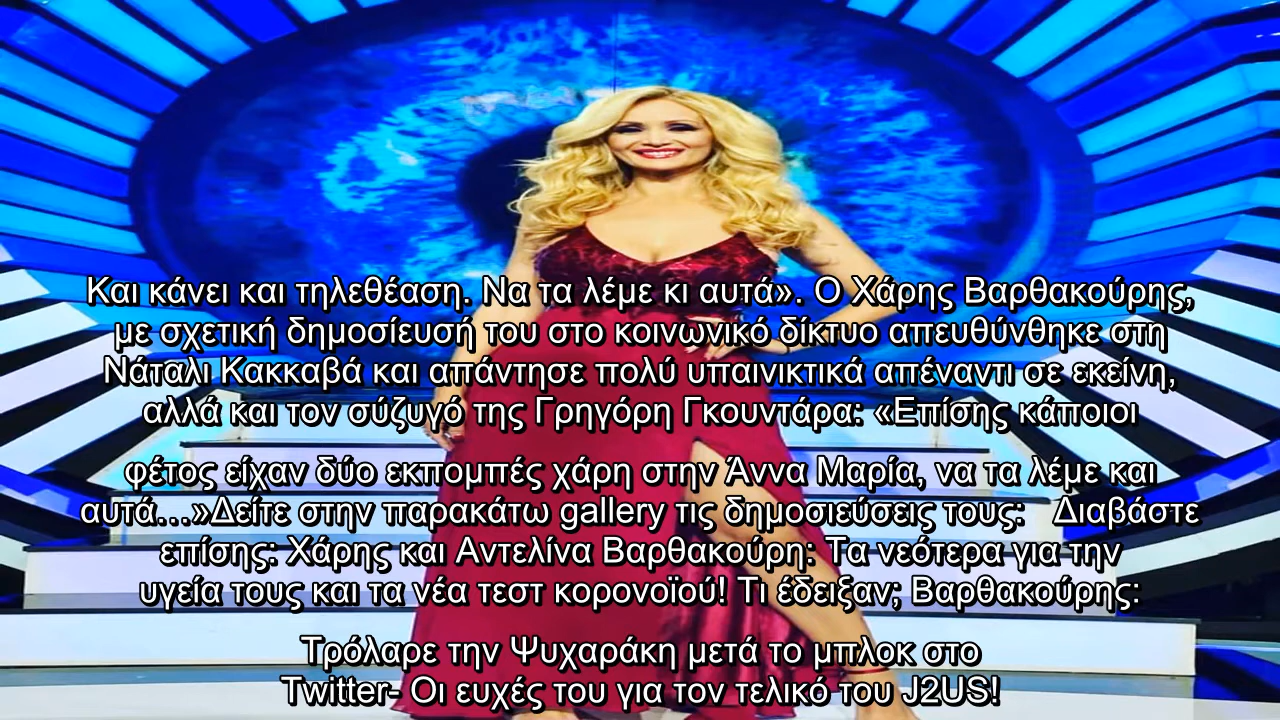 Και κάνει και τηλεθέαση. Να τα λέμε κι αυτά». Ο Χάρης Βαρθακούρης,
με σχετική δημοσίευσή του στο κοινωνικό δίκτυο απευθύνθηκε στη
Νάταλι Κακκαβά και απάντησε πολύ υπαινικτικά απέναντι σε εκείνη,
αλλά και τον σύζυγό της Γρηγόρη Γκουντάρα: «Επίσης κάποιοι
φέτος είχαν δύο εκπομπές χάρη στην Άννα Μαρία, να τα λέμε και
αυτά...»Δείτε στην παρακάτω gallery τις δημοσιεύσεις τους: Διαβάστε
επίσης: Χάρης και Αντελίνα Βαρθακούρη: Τα νεότερα για την
υγεία τους και τα νέα τεστ κορονοϊού! Τι έδειξαν; Βαρθακούρης:
Τρόλαρε την Ψυχαράκη μετά το μπλοκ στο
Twitter- Οι ευχές του για τον τελικό του J2US!